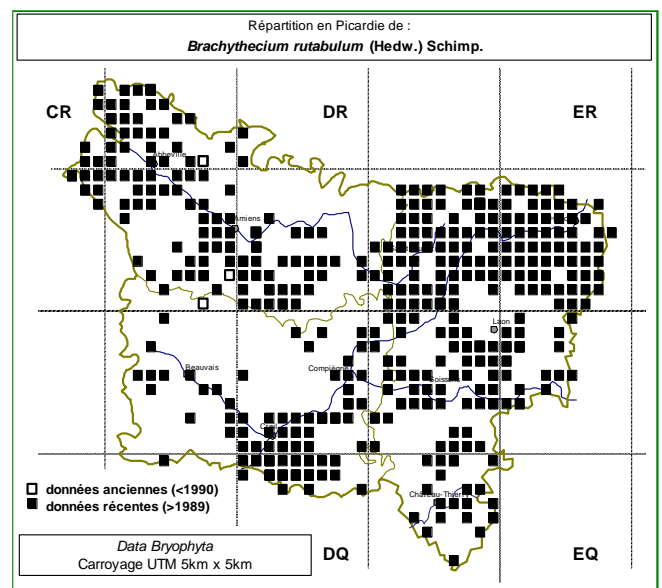 Répartition en Picardie de :
Brachythecium rutabulum (Hedw.) Schimp.
CR DR ER
Abbeville
Amiens
Laon
Beauvais
Compiègne
Soissons
Creil
Château-Thierry
données anciennes (<1990)
données récentes (>1989)
Data Bryophyta
Carroyage UTM 5km x 5km
DQ EQ